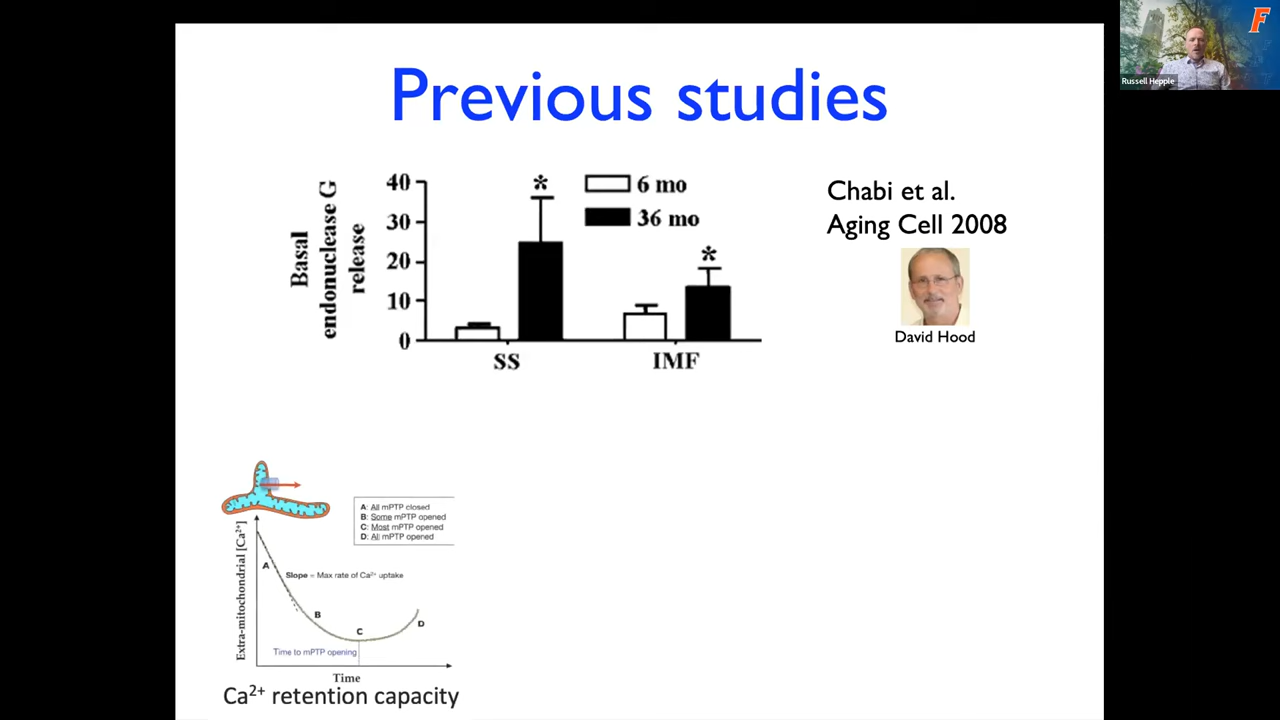 Previous studies
Basal
endonuclease G
release
40
30
20
10
0
*
*
6 mo
36 mo
SS
IMF
Chabi et al.
Aging Cell 2008
David Hood
F
Russell Hepple
A: All mPTP closed
B: Some mPTP opened
C: Most mPTP opened
D: All mPTP opened
Extra-mitochondrial [Ca²⁺]
A
Slope = Max rate of Ca²⁺ uptake
B
C
D
Time to mPTP opening
Time
Ca²⁺ retention capacity